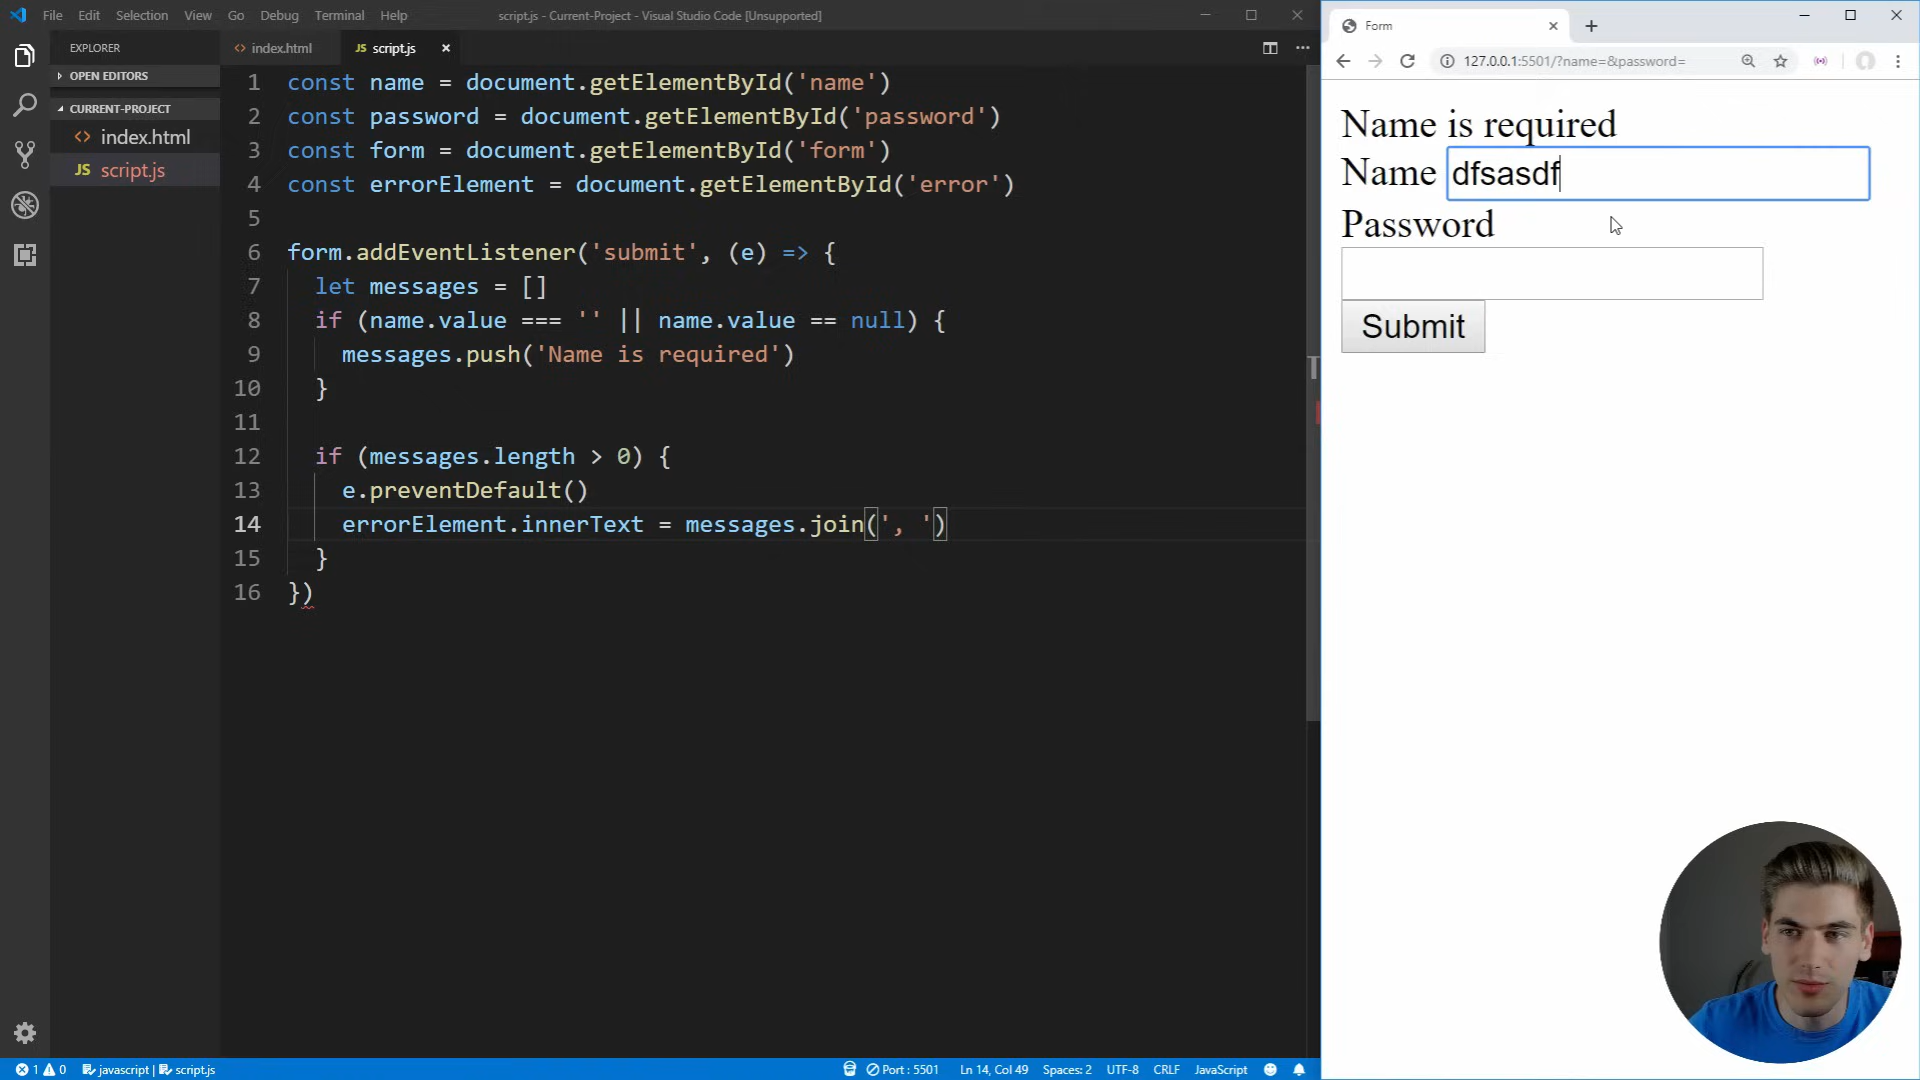 File Edit Selection View Go Debug Terminal Help
script.js - Current-Project - Visual Studio Code [Unsupported]
EXPLORER
OPEN EDITORS
CURRENT-PROJECT
<> index.html
JS script.js
<> index.html
JS script.js
1 const name = document.getElementById('name')
2 const password = document.getElementById('password')
3 const form = document.getElementById('form')
4 const errorElement = document.getElementById('error')
5
6 form.addEventListener('submit', (e) => {
7 let messages = []
8 if (name.value === '' || name.value == null) {
9 messages.push('Name is required')
10 }
11
12 if (messages.length > 0) {
13 e.preventDefault()
14 errorElement.innerText = messages.join(', ')
15 }
16 })
1 0 javascript | script.js
Port : 5501 Ln 14, Col 49 Spaces: 2 UTF-8 CRLF JavaScript
Form
127.0.0.1:5501/?name=&password=
Name is required
Name dfsasdf
Password
Submit